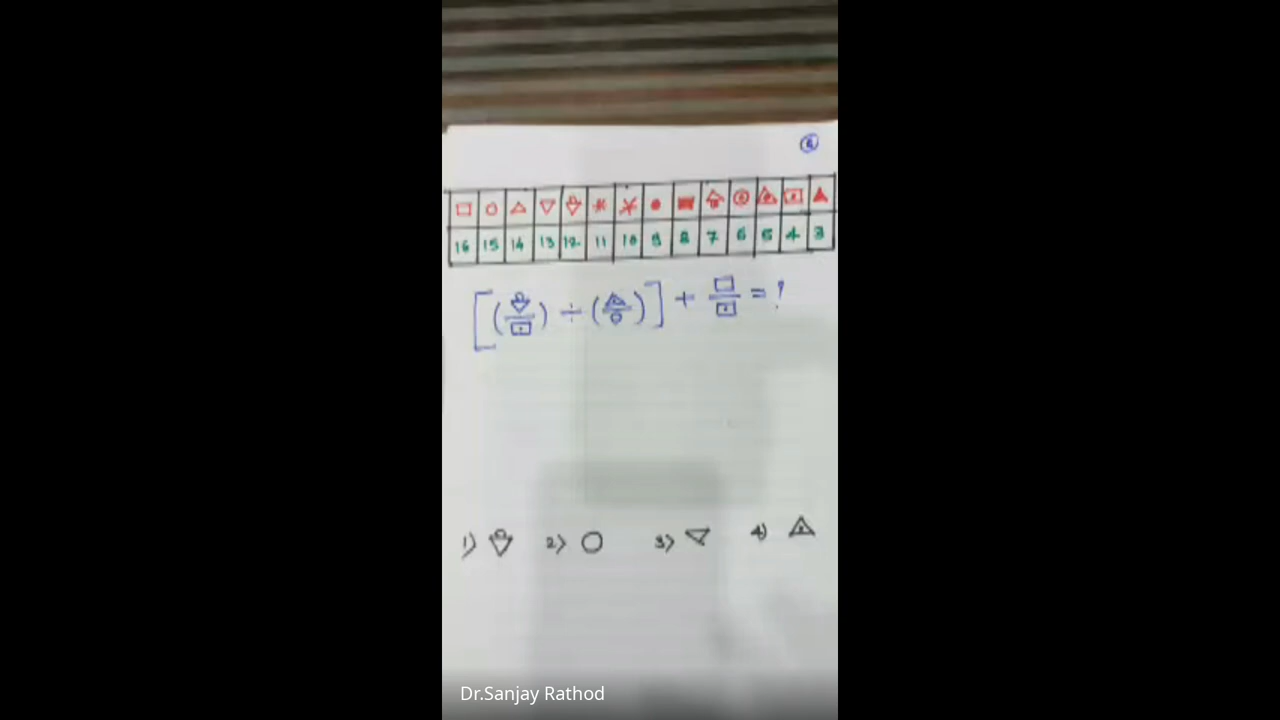 2
□ ○ △ ▽ * ● ■ ▲
16 15 14 13 12 11 10 9 8 7 6 5 4 3
[( / ⊡ ) ÷ ( / ○ )] + □ / ⊡ = ?
1) 2) ○ 3) ▽ 4) ◬
Dr.Sanjay Rathod